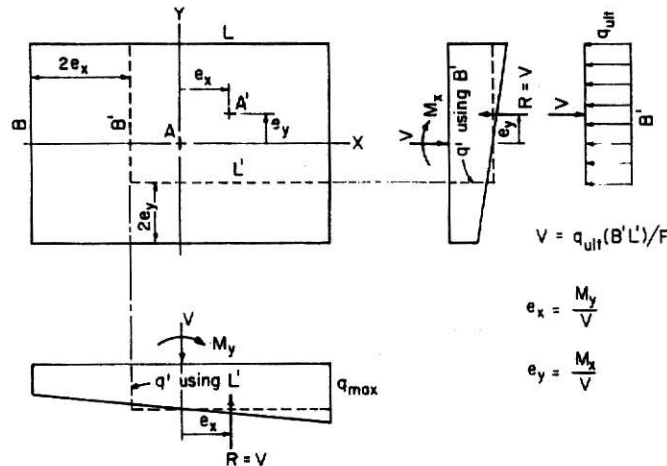 Y
L
q_ult
2e_x
e_x
A'
e_y
B
B'
A
X
L'
2e_y
M_x
V
q' using B'
R = V
e_y
V
B'
V = q_ult(B'L')/F
e_x = M_y/V
e_y = M_x/V
V
M_y
q' using L'
q_max
e_x
R = V